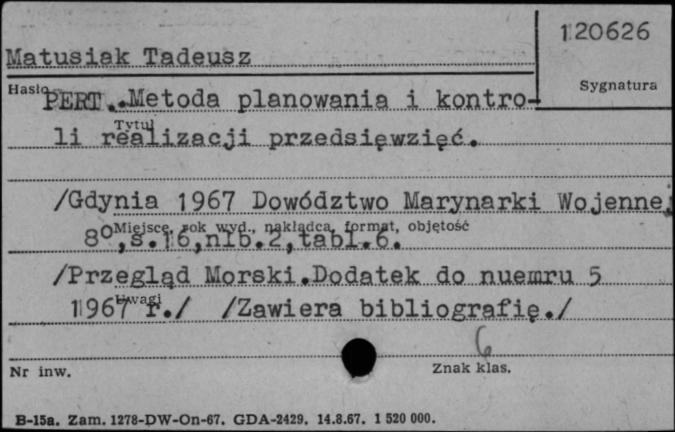 120626
Matusiak Tadeusz
Hasło
Sygnatura
PERT. Metoda planowania i kontro-
Tytuł
li realizacji przedsięwzięć.
/Gdynia 1967 Dowództwo Marynarki Wojennej
Miejsce, rok wyd., nakładca, format, objętość
8°, s.16, nlb.2, tabl.6.
/Przegląd Morski. Dodatek do nuemru 5
Uwagi
1967 r./ /Zawiera bibliografię./
6
Nr inw.
Znak klas.
B-15a. Zam. 1278-DW-On-67. GDA-2429. 14.8.67. 1 520 000.